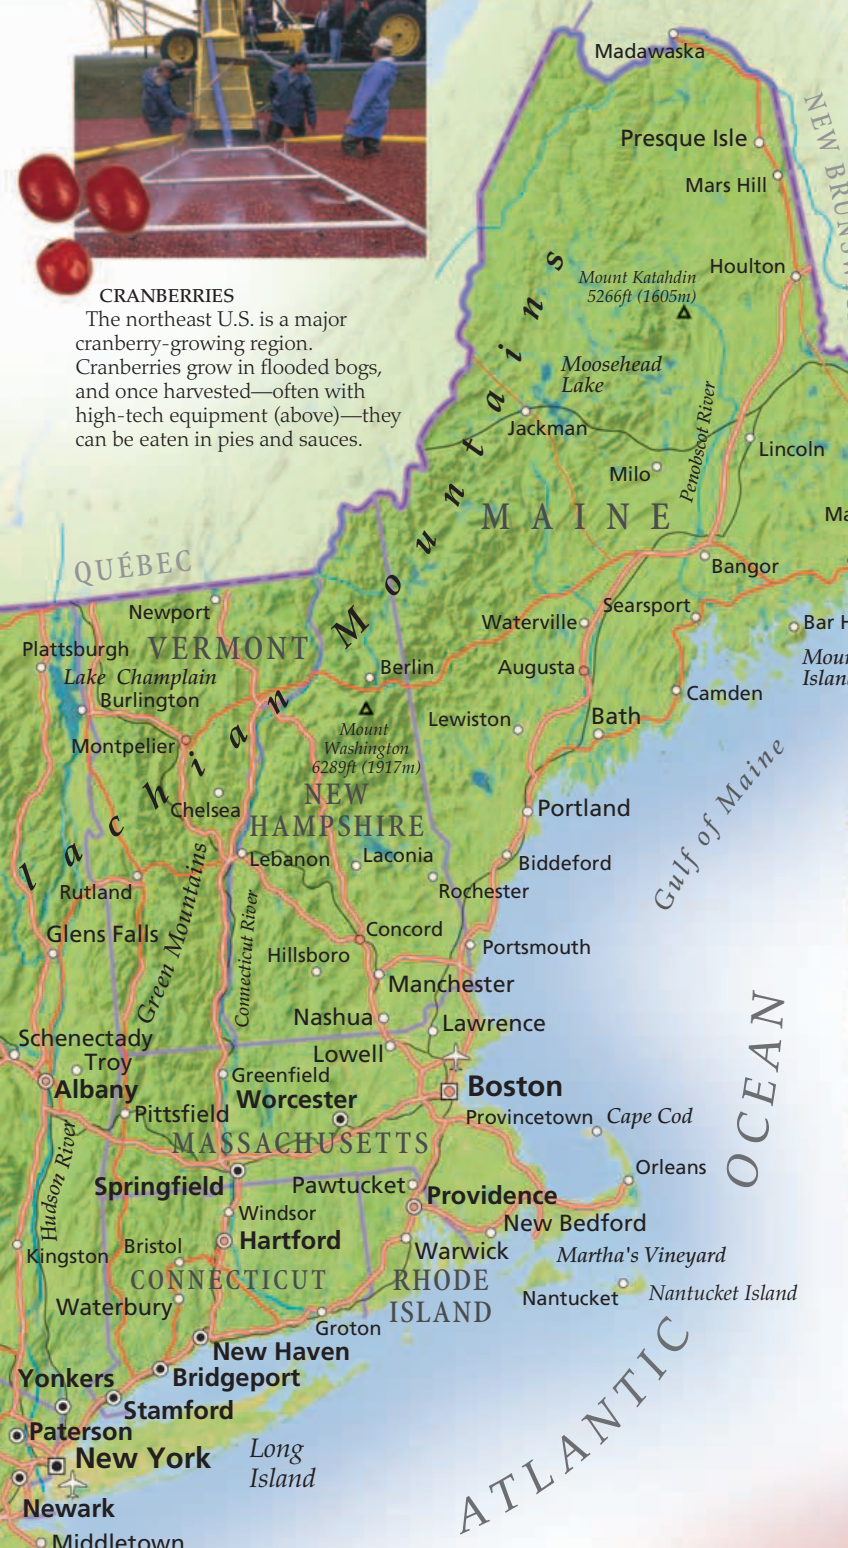 CRANBERRIES
The northeast U.S. is a major
cranberry-growing region.
Cranberries grow in flooded bogs,
and once harvested—often with
high-tech equipment (above)—they
can be eaten in pies and sauces.
Madawaska
Presque Isle
Mars Hill
Houlton
Mount Katahdin
5266ft (1605m)
Moosehead
Lake
Jackman
Penobscot River
Lincoln
Milo
MAINE
Ma
QUÉBEC
Bangor
Newport
Searsport
Waterville
Bar H
Moun
Islan
Plattsburgh
VERMONT
Lake Champlain
Burlington
Berlin
Augusta
Camden
lachian Mountains
Lewiston
Bath
Montpelier
Mount
Washington
6289ft (1917m)
Gulf of Maine
Chelsea
NEW
HAMPSHIRE
Portland
Lebanon
Laconia
Biddeford
Rutland
Rochester
Green Mountains
Connecticut River
Glens Falls
Concord
Hillsboro
Portsmouth
Manchester
Nashua
Lawrence
Schenectady
Troy
Lowell
Albany
Greenfield
Boston
Worcester
Pittsfield
Provincetown
Cape Cod
MASSACHUSETTS
Hudson River
Springfield
Pawtucket
Orleans
Providence
Windsor
New Bedford
Hartford
Kingston
Bristol
Warwick
Martha's Vineyard
CONNECTICUT
RHODE
ISLAND
Nantucket
Nantucket Island
Waterbury
Groton
New Haven
Yonkers
Bridgeport
Stamford
Paterson
New York
Long
Island
Newark
Middletown
ATLANTIC
OCEAN